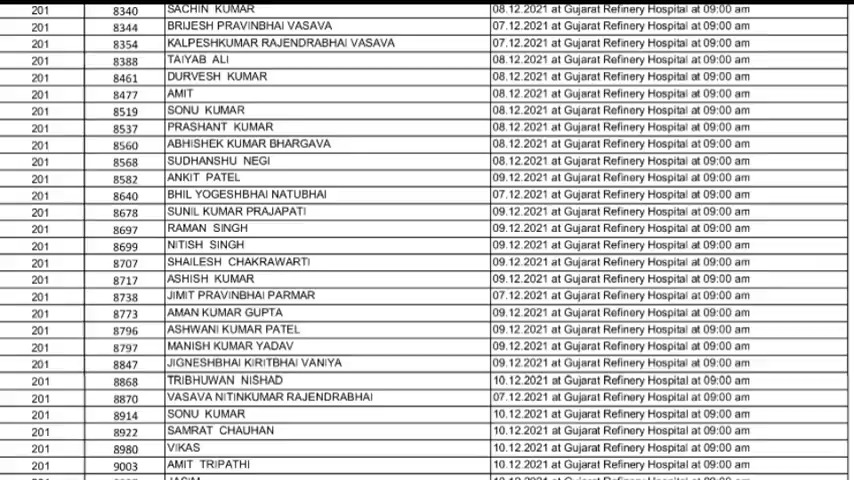 201 8340 SACHIN KUMAR 08.12.2021 at Gujarat Refinery Hospital at 09:00 am
201 8344 BRIJESH PRAVINBHAI VASAVA 07.12.2021 at Gujarat Refinery Hospital at 09:00 am
201 8354 KALPESHKUMAR RAJENDRABHAI VASAVA 07.12.2021 at Gujarat Refinery Hospital at 09:00 am
201 8388 TAIYAB ALI 08.12.2021 at Gujarat Refinery Hospital at 09:00 am
201 8461 DURVESH KUMAR 08.12.2021 at Gujarat Refinery Hospital at 09:00 am
201 8477 AMIT 08.12.2021 at Gujarat Refinery Hospital at 09:00 am
201 8519 SONU KUMAR 08.12.2021 at Gujarat Refinery Hospital at 09:00 am
201 8537 PRASHANT KUMAR 08.12.2021 at Gujarat Refinery Hospital at 09:00 am
201 8560 ABHISHEK KUMAR BHARGAVA 08.12.2021 at Gujarat Refinery Hospital at 09:00 am
201 8568 SUDHANSHU NEGI 08.12.2021 at Gujarat Refinery Hospital at 09:00 am
201 8582 ANKIT PATEL 09.12.2021 at Gujarat Refinery Hospital at 09:00 am
201 8640 BHIL YOGESHBHAI NATUBHAI 07.12.2021 at Gujarat Refinery Hospital at 09:00 am
201 8678 SUNIL KUMAR PRAJAPATI 09.12.2021 at Gujarat Refinery Hospital at 09:00 am
201 8697 RAMAN SINGH 09.12.2021 at Gujarat Refinery Hospital at 09:00 am
201 8699 NITISH SINGH 09.12.2021 at Gujarat Refinery Hospital at 09:00 am
201 8707 SHAILESH CHAKRAWARTI 09.12.2021 at Gujarat Refinery Hospital at 09:00 am
201 8717 ASHISH KUMAR 09.12.2021 at Gujarat Refinery Hospital at 09:00 am
201 8738 JIMIT PRAVINBHAI PARMAR 07.12.2021 at Gujarat Refinery Hospital at 09:00 am
201 8773 AMAN KUMAR GUPTA 09.12.2021 at Gujarat Refinery Hospital at 09:00 am
201 8796 ASHWANI KUMAR PATEL 09.12.2021 at Gujarat Refinery Hospital at 09:00 am
201 8797 MANISH KUMAR YADAV 09.12.2021 at Gujarat Refinery Hospital at 09:00 am
201 8847 JIGNESHBHAI KIRITBHAI VANIYA 09.12.2021 at Gujarat Refinery Hospital at 09:00 am
201 8868 TRIBHUWAN NISHAD 10.12.2021 at Gujarat Refinery Hospital at 09:00 am
201 8870 VASAVA NITINKUMAR RAJENDRABHAI 07.12.2021 at Gujarat Refinery Hospital at 09:00 am
201 8914 SONU KUMAR 10.12.2021 at Gujarat Refinery Hospital at 09:00 am
201 8922 SAMRAT CHAUHAN 10.12.2021 at Gujarat Refinery Hospital at 09:00 am
201 8980 VIKAS 10.12.2021 at Gujarat Refinery Hospital at 09:00 am
201 9003 AMIT TRIPATHI 10.12.2021 at Gujarat Refinery Hospital at 09:00 am